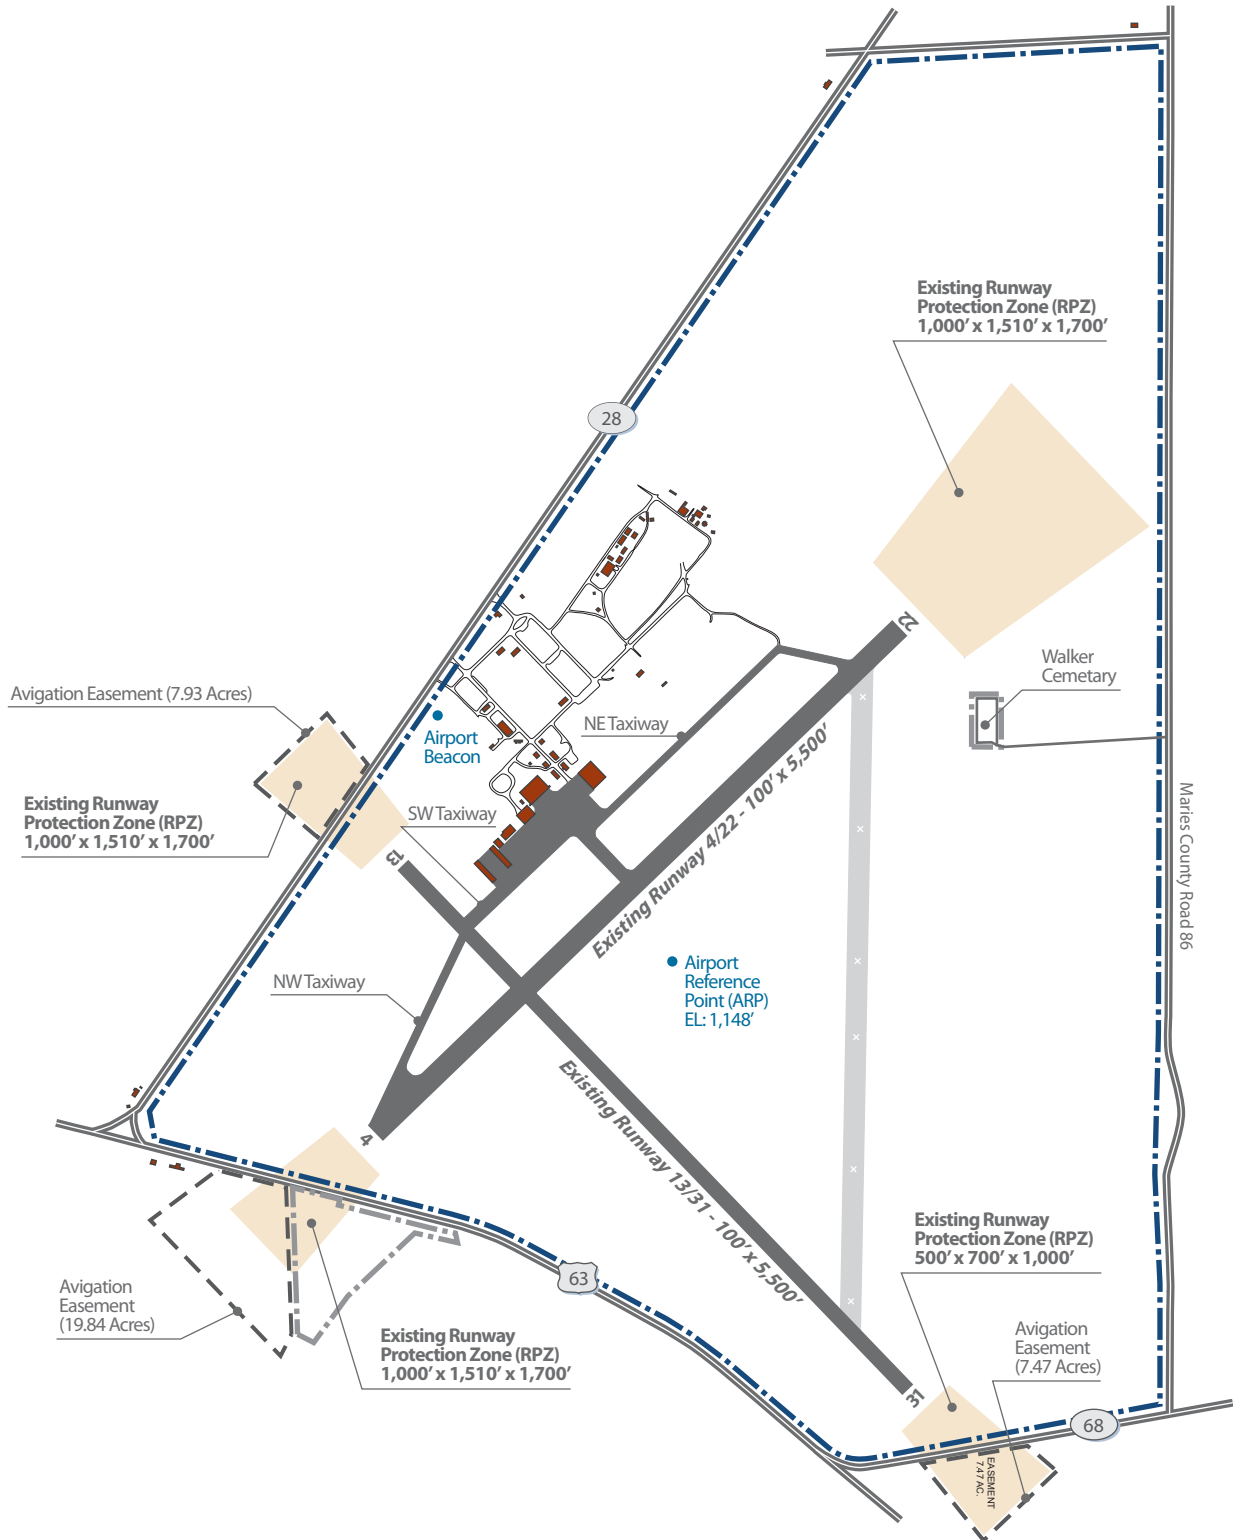 Existing Runway
Protection Zone (RPZ)
1,000’ x 1,510’ x 1,700’
28
22
Walker
Cemetary
Avigation Easement (7.93 Acres)
Airport
Beacon
NE Taxiway
Existing Runway
Protection Zone (RPZ)
1,000’ x 1,510’ x 1,700’
SW Taxiway
13
Existing Runway 4/22 - 100’ x 5,500’
Maries County Road 86
Airport
Reference
Point (ARP)
EL: 1,148’
NW Taxiway
Existing Runway 13/31 - 100’ x 5,500’
4
Existing Runway
Protection Zone (RPZ)
500’ x 700’ x 1,000’
63
Avigation
Easement
(19.84 Acres)
Existing Runway
Protection Zone (RPZ)
1,000’ x 1,510’ x 1,700’
Avigation
Easement
(7.47 Acres)
31
68
EASEMENT
7.47 AC.